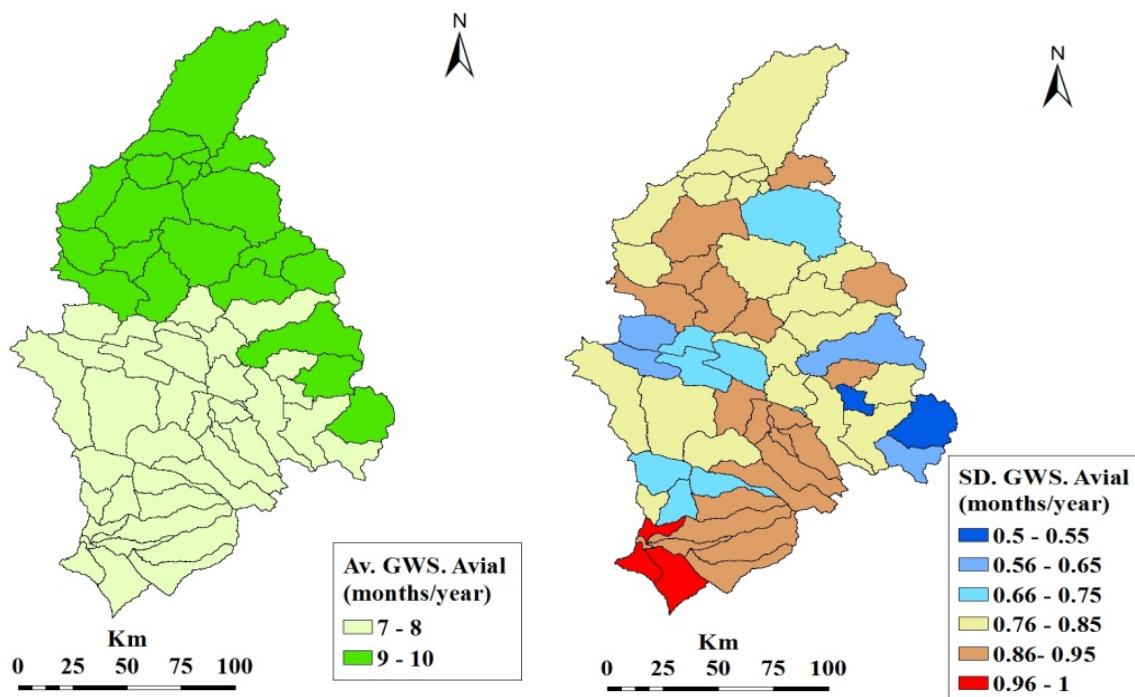 N
Av. GWS. Avial
(months/year)
7 - 8
9 - 10
Km
0 25 50 75 100
N
SD. GWS. Avial
(months/year)
0.5 - 0.55
0.56 - 0.65
0.66 - 0.75
0.76 - 0.85
0.86- 0.95
0.96 - 1
Km
0 25 50 75 100